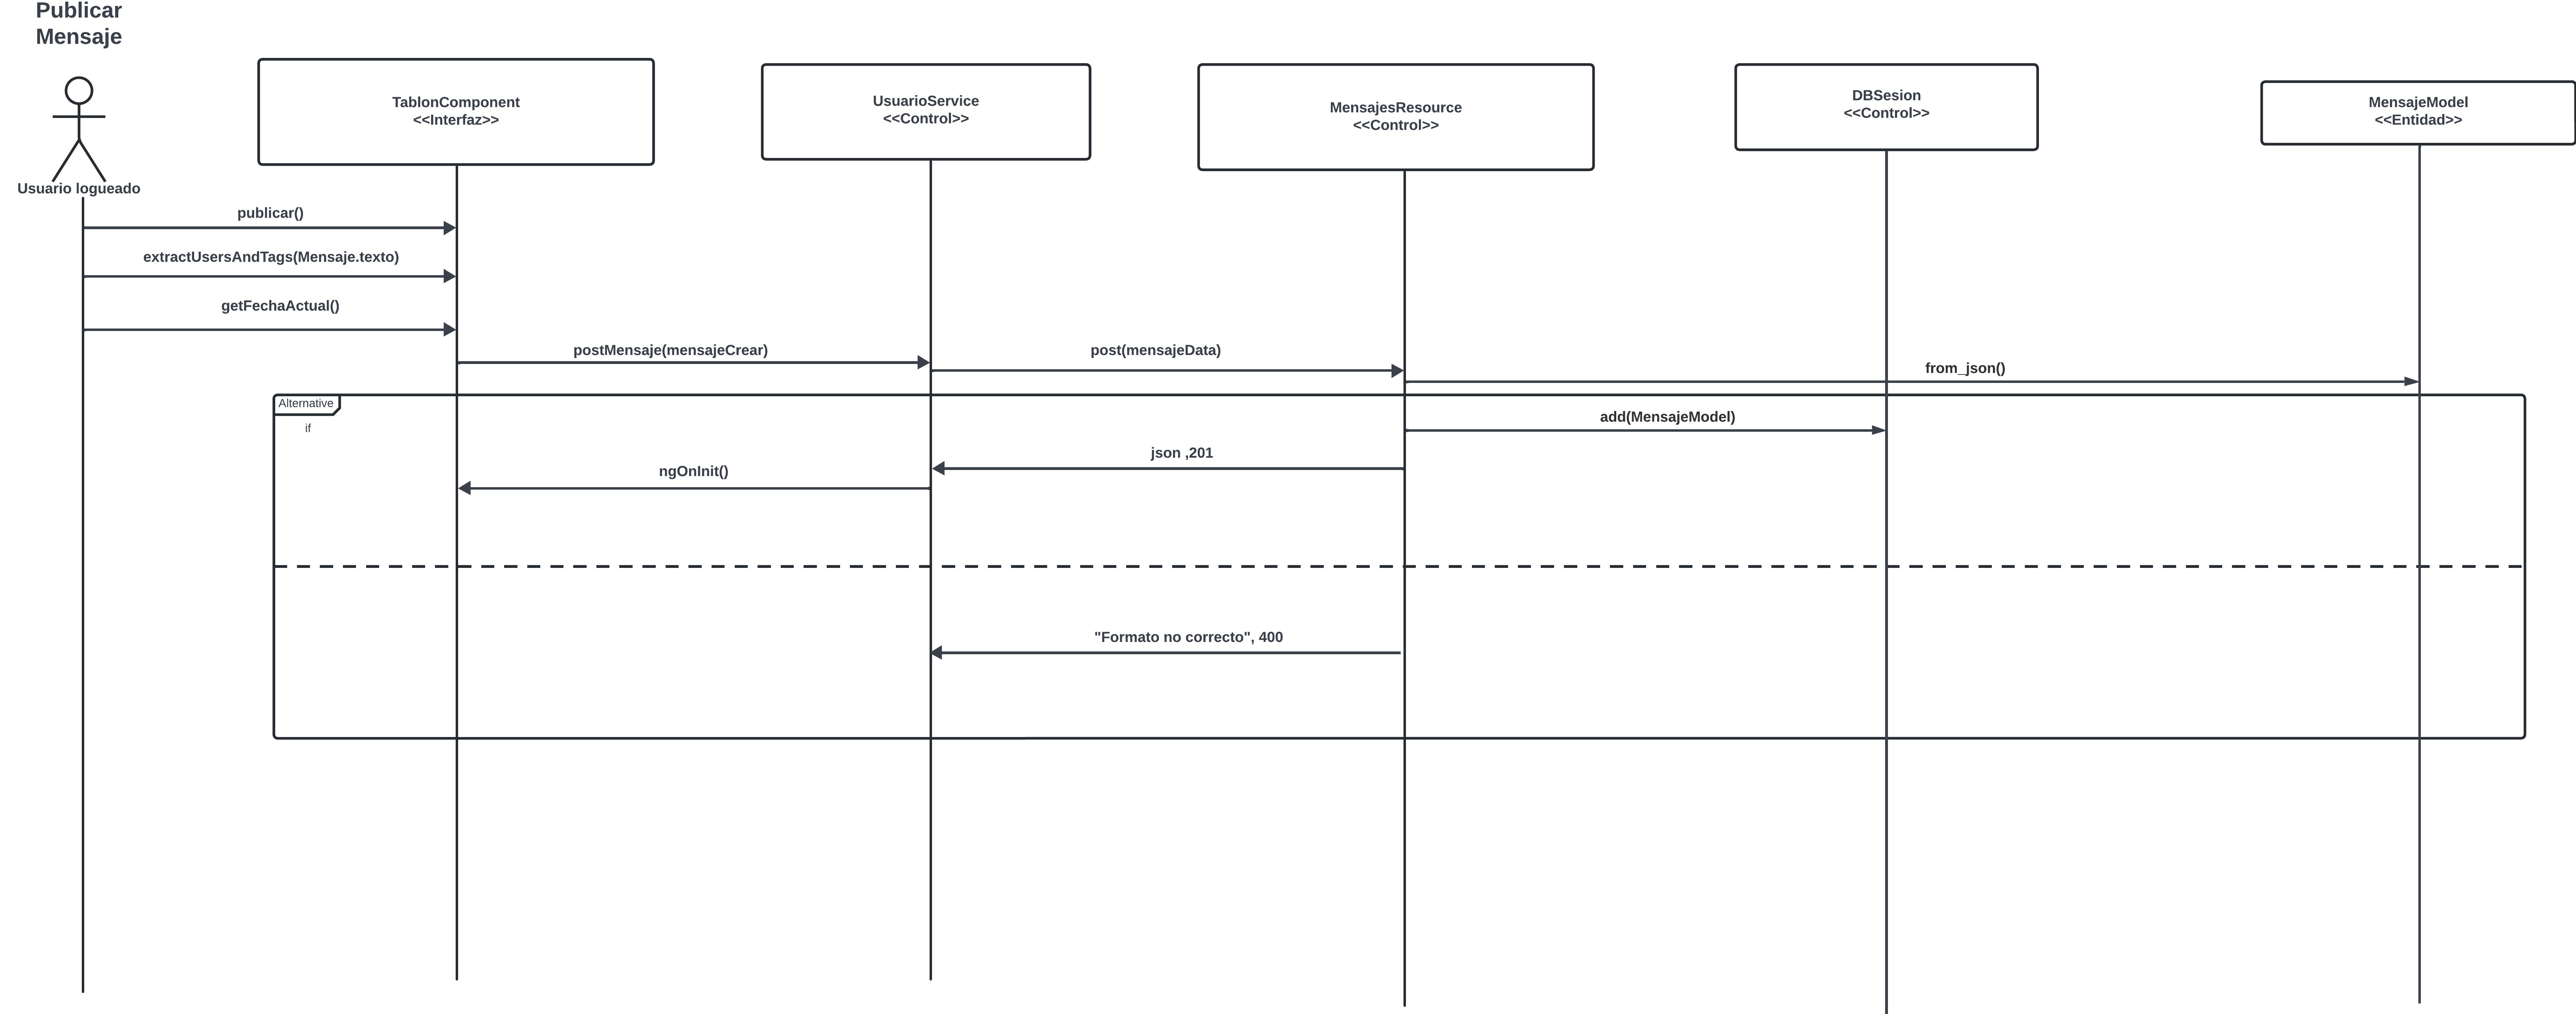 Publicar
Mensaje
TablonComponent
<<Interfaz>>
UsuarioService
<<Control>>
MensajesResource
<<Control>>
DBSesion
<<Control>>
MensajeModel
<<Entidad>>
Usuario logueado
publicar()
extractUsersAndTags(Mensaje.texto)
getFechaActual()
postMensaje(mensajeCrear)
post(mensajeData)
from_json()
Alternative
if
add(MensajeModel)
json ,201
ngOnInit()
"Formato no correcto", 400